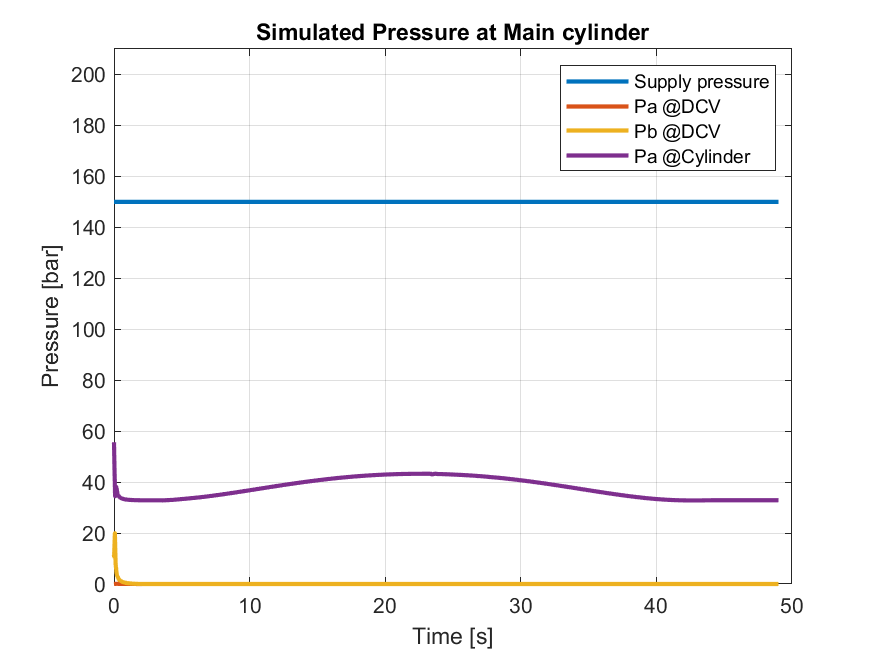 Simulated Pressure at Main cylinder
Supply pressure
Pa @DCV
Pb @DCV
Pa @Cylinder
Pressure [bar]
200
180
160
140
120
100
80
60
40
20
0
0 10 20 30 40 50
Time [s]